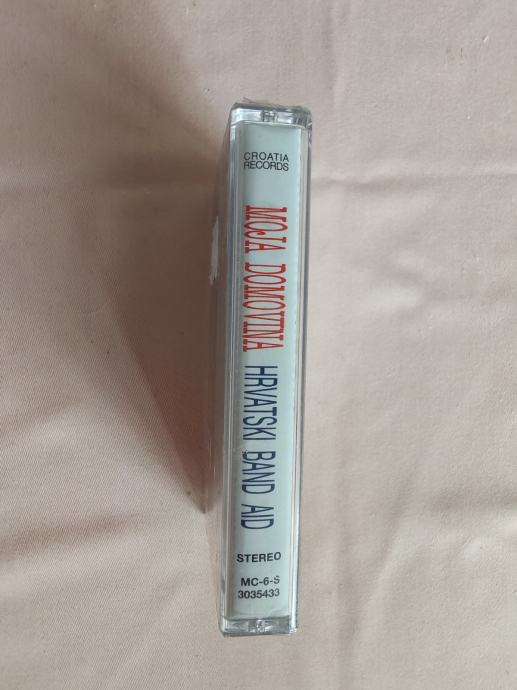 CROATIA
RECORDS
MOJA DOMOVINA HRVATSKI BAND AID
STEREO
MC-6-S
3035433